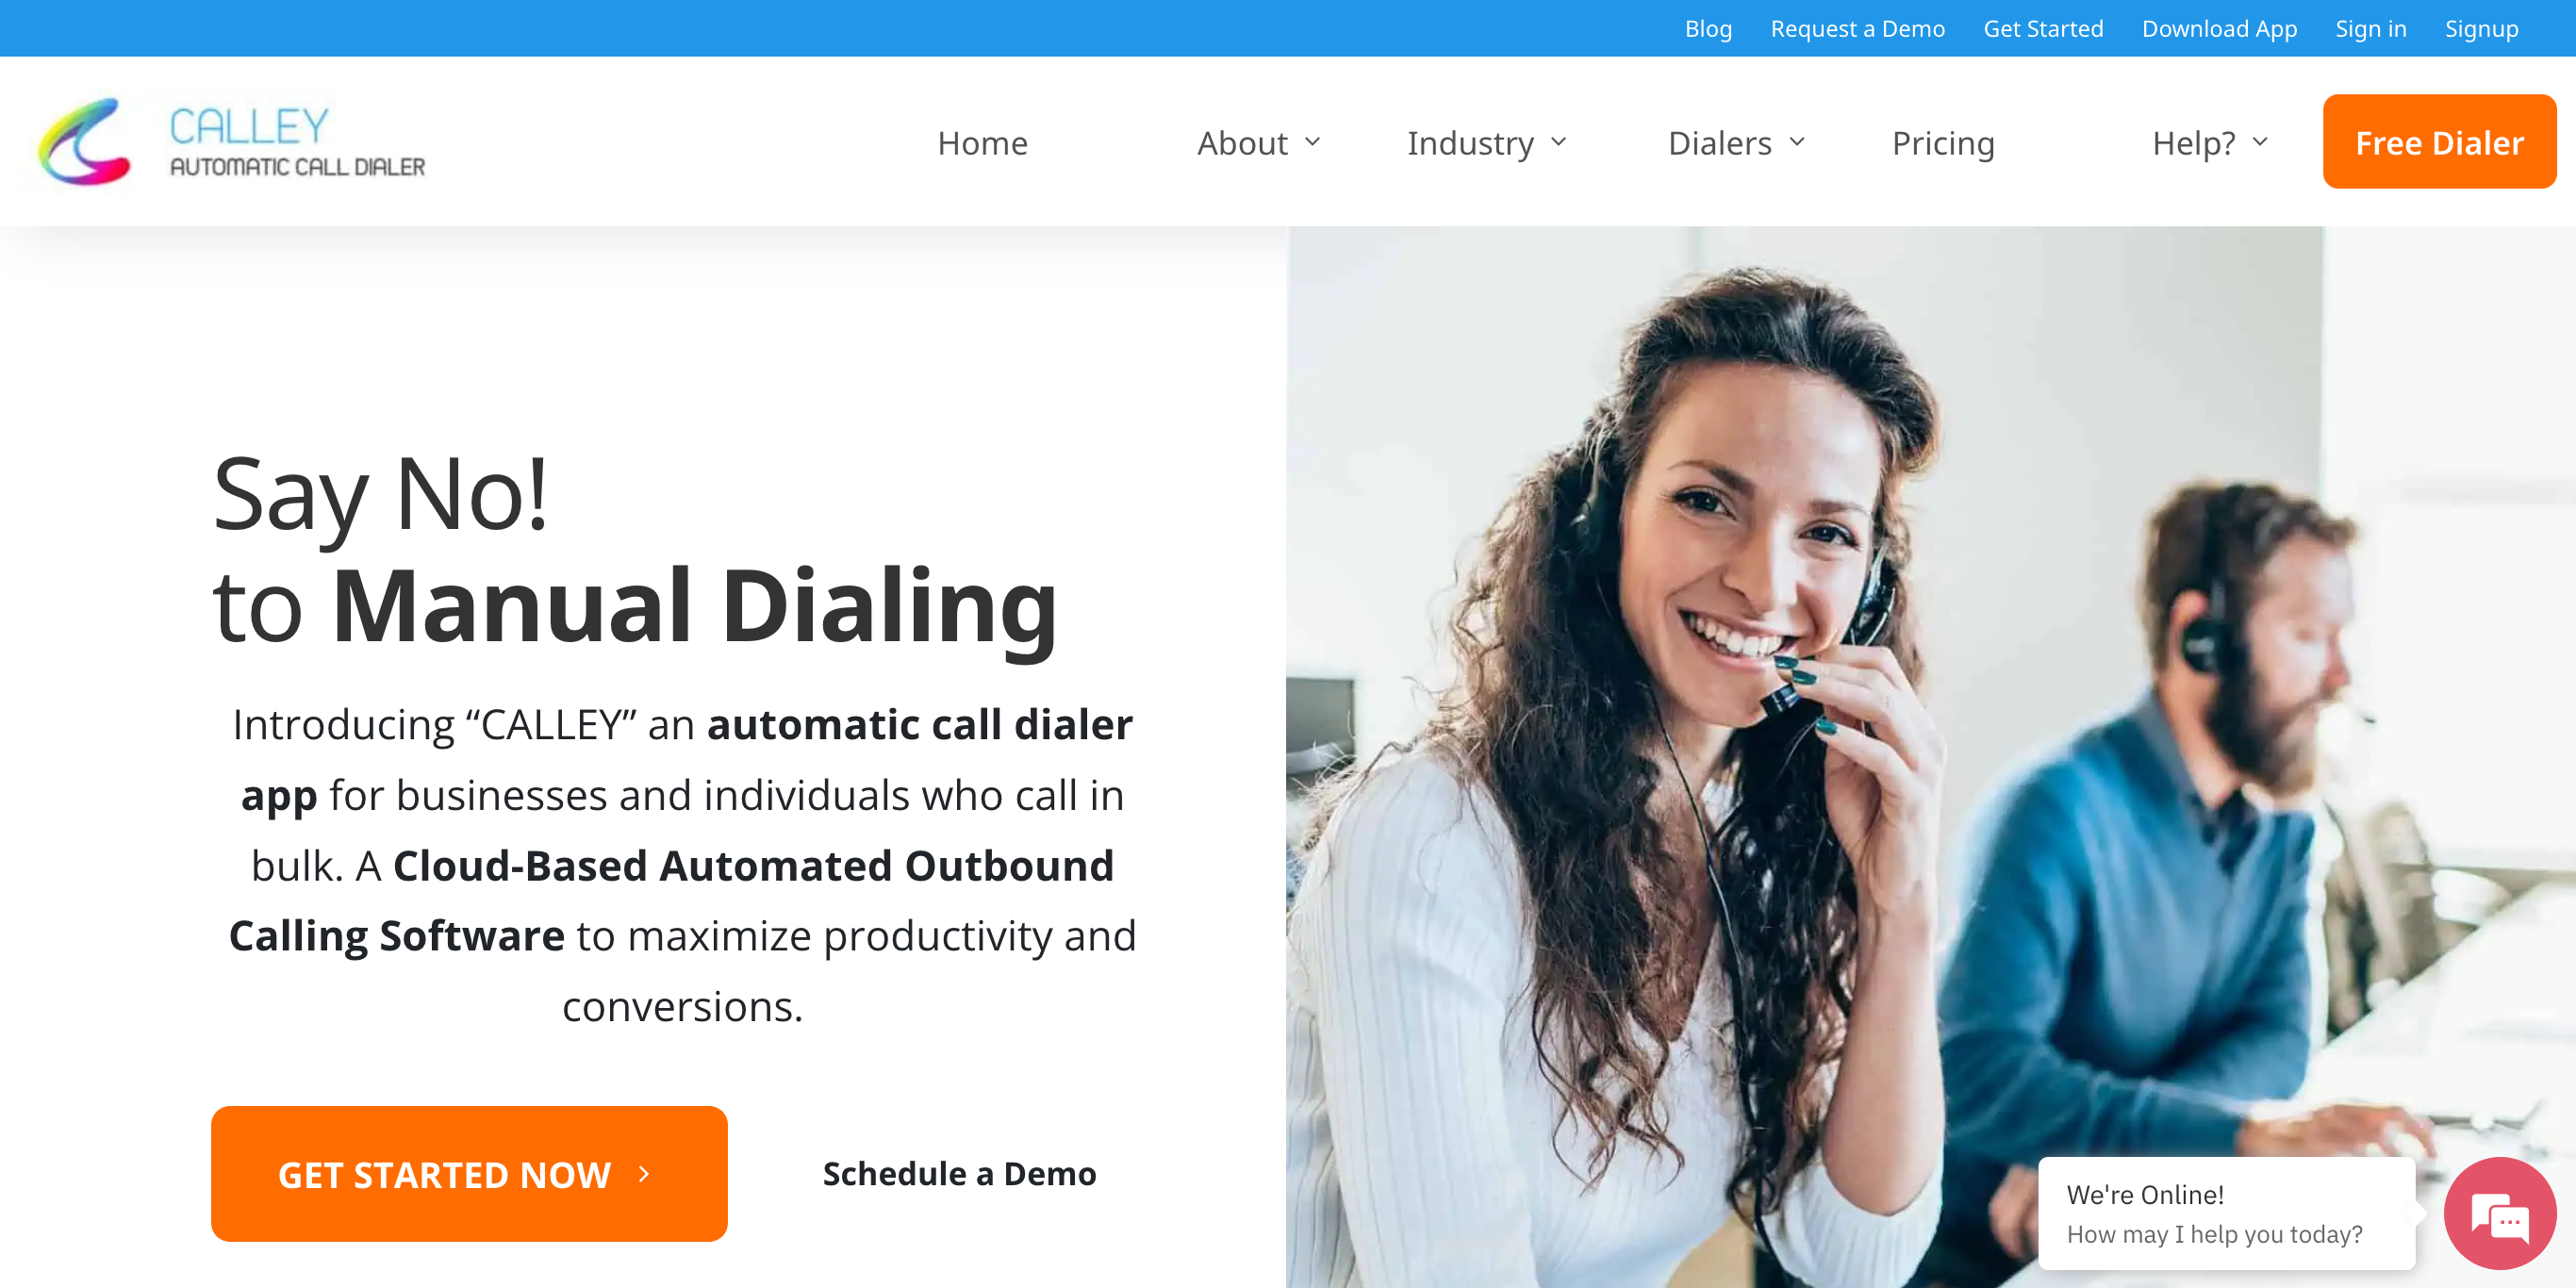 Blog Request a Demo Get Started Download App Sign in Signup
CALLEY
AUTOMATIC CALL DIALER
Home About Industry Dialers Pricing Help? Free Dialer
Say No!
to Manual Dialing
Introducing “CALLEY” an automatic call dialer
app for businesses and individuals who call in
bulk. A Cloud-Based Automated Outbound
Calling Software to maximize productivity and
conversions.
GET STARTED NOW
Schedule a Demo
We're Online!
How may I help you today?